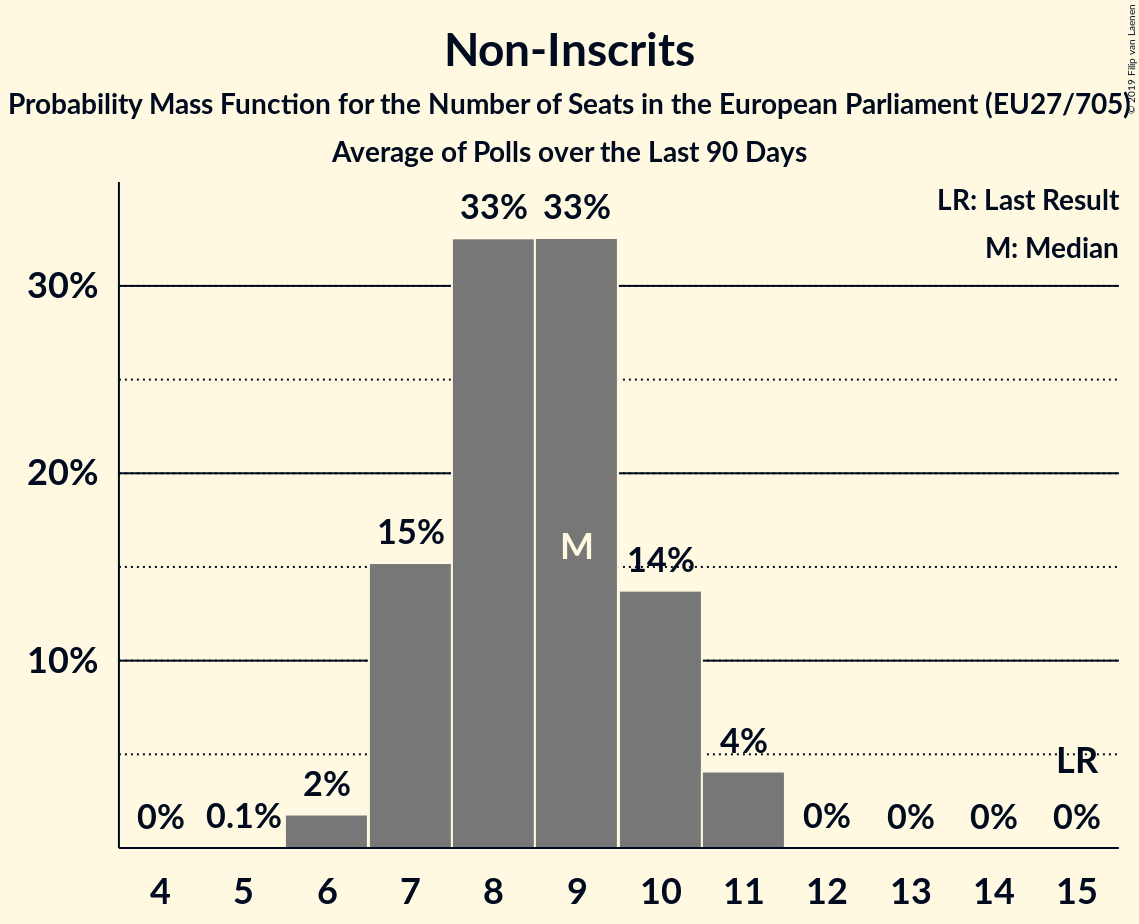 Non-Inscrits
Probability Mass Function for the Number of Seats in the European Parliament (EU27/705)
Average of Polls over the Last 90 Days
© 2019 Filip van Laenen
LR: Last Result
M: Median
33% 33%
30%
20%
15%
M
14%
10%
4%
LR
2%
0% 0.1% 0% 0% 0% 0%
4 5 6 7 8 9 10 11 12 13 14 15